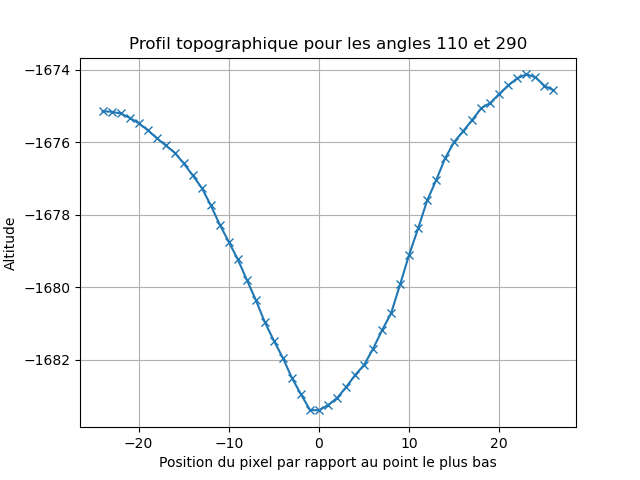 Profil topographique pour les angles 110 et 290
−1674
−1676
−1678
−1680
−1682
Altitude
−20 −10 0 10 20
Position du pixel par rapport au point le plus bas